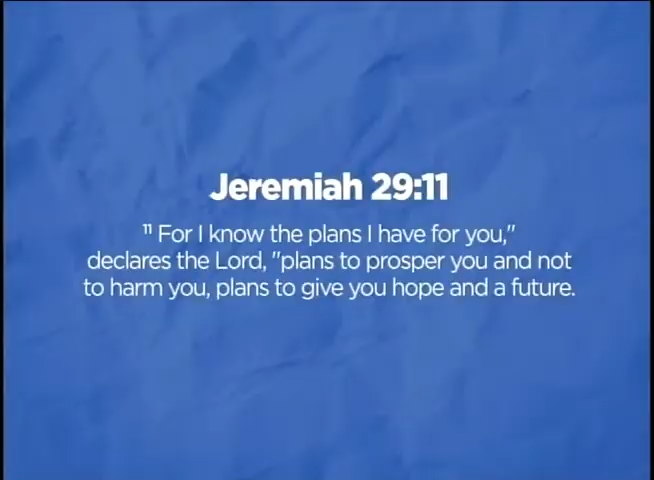 Jeremiah 29:11
¹¹ For I know the plans I have for you,"
declares the Lord, "plans to prosper you and not
to harm you, plans to give you hope and a future.